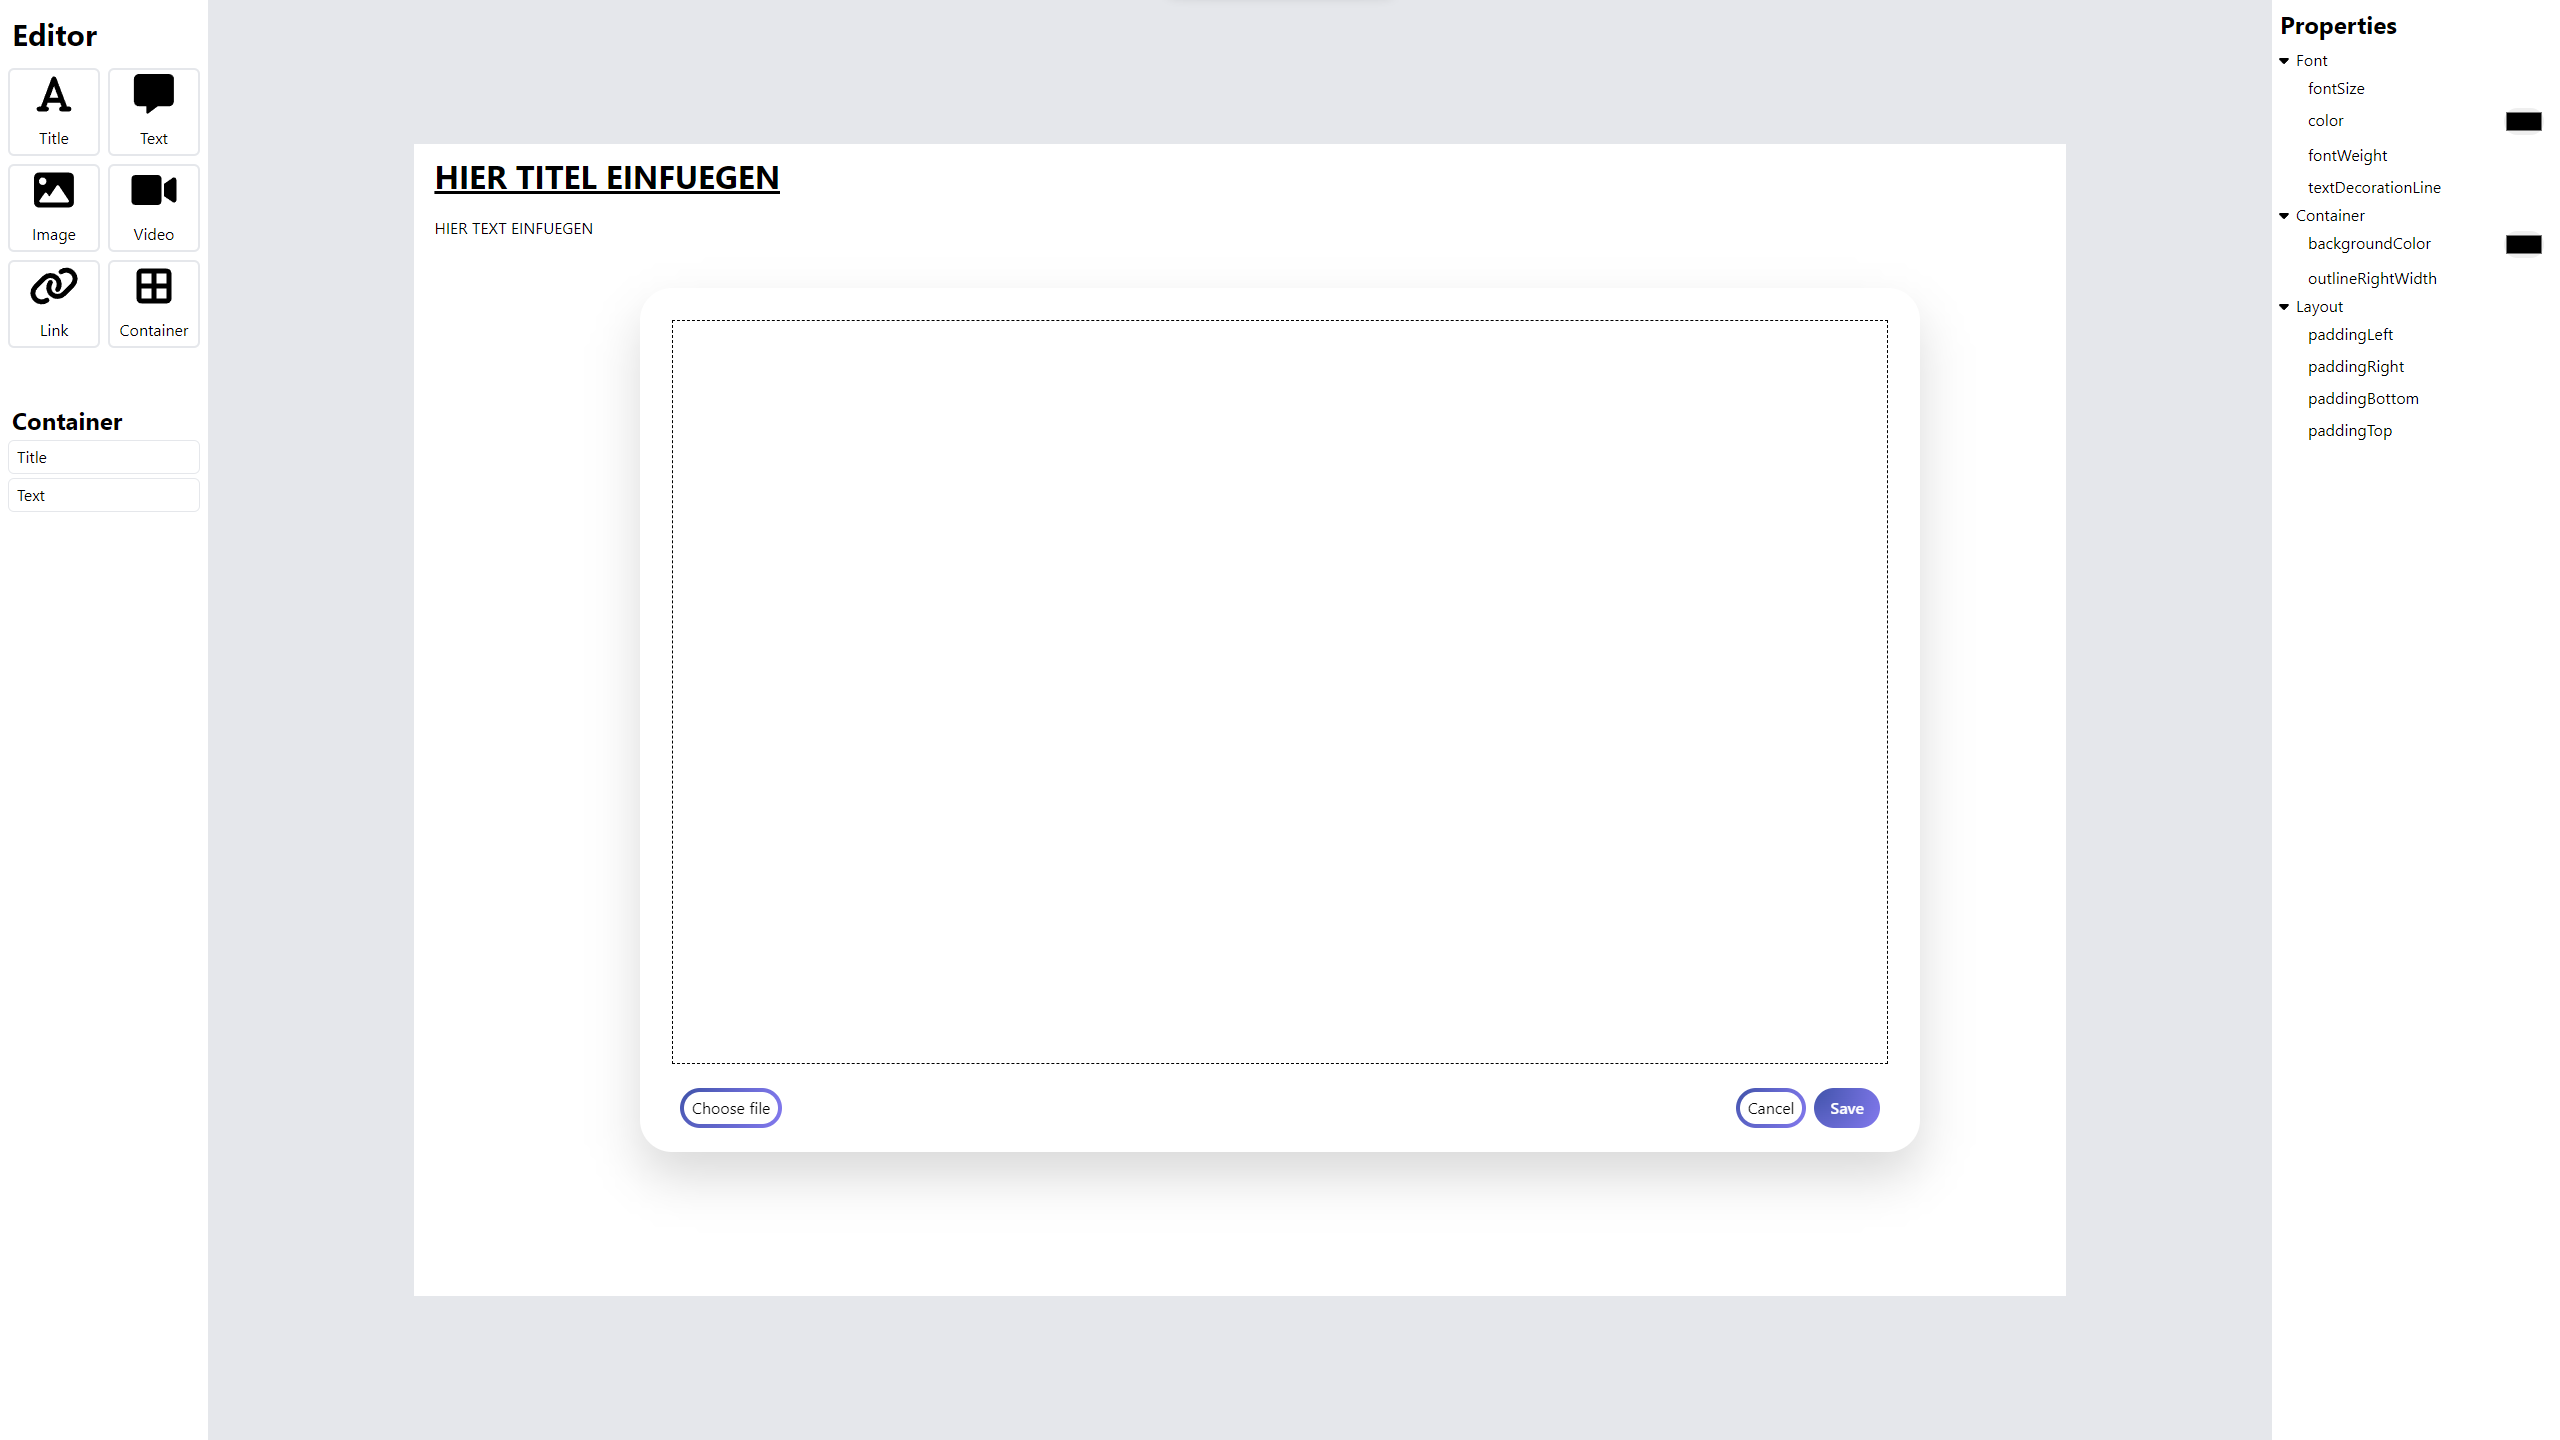 Editor
Title
Text
Image
Video
Link
Container
Container
Title
Text
HIER TITEL EINFUEGEN
HIER TEXT EINFUEGEN
Choose file
Cancel
Save
Properties
Font
fontSize
color
fontWeight
textDecorationLine
Container
backgroundColor
outlineRightWidth
Layout
paddingLeft
paddingRight
paddingBottom
paddingTop